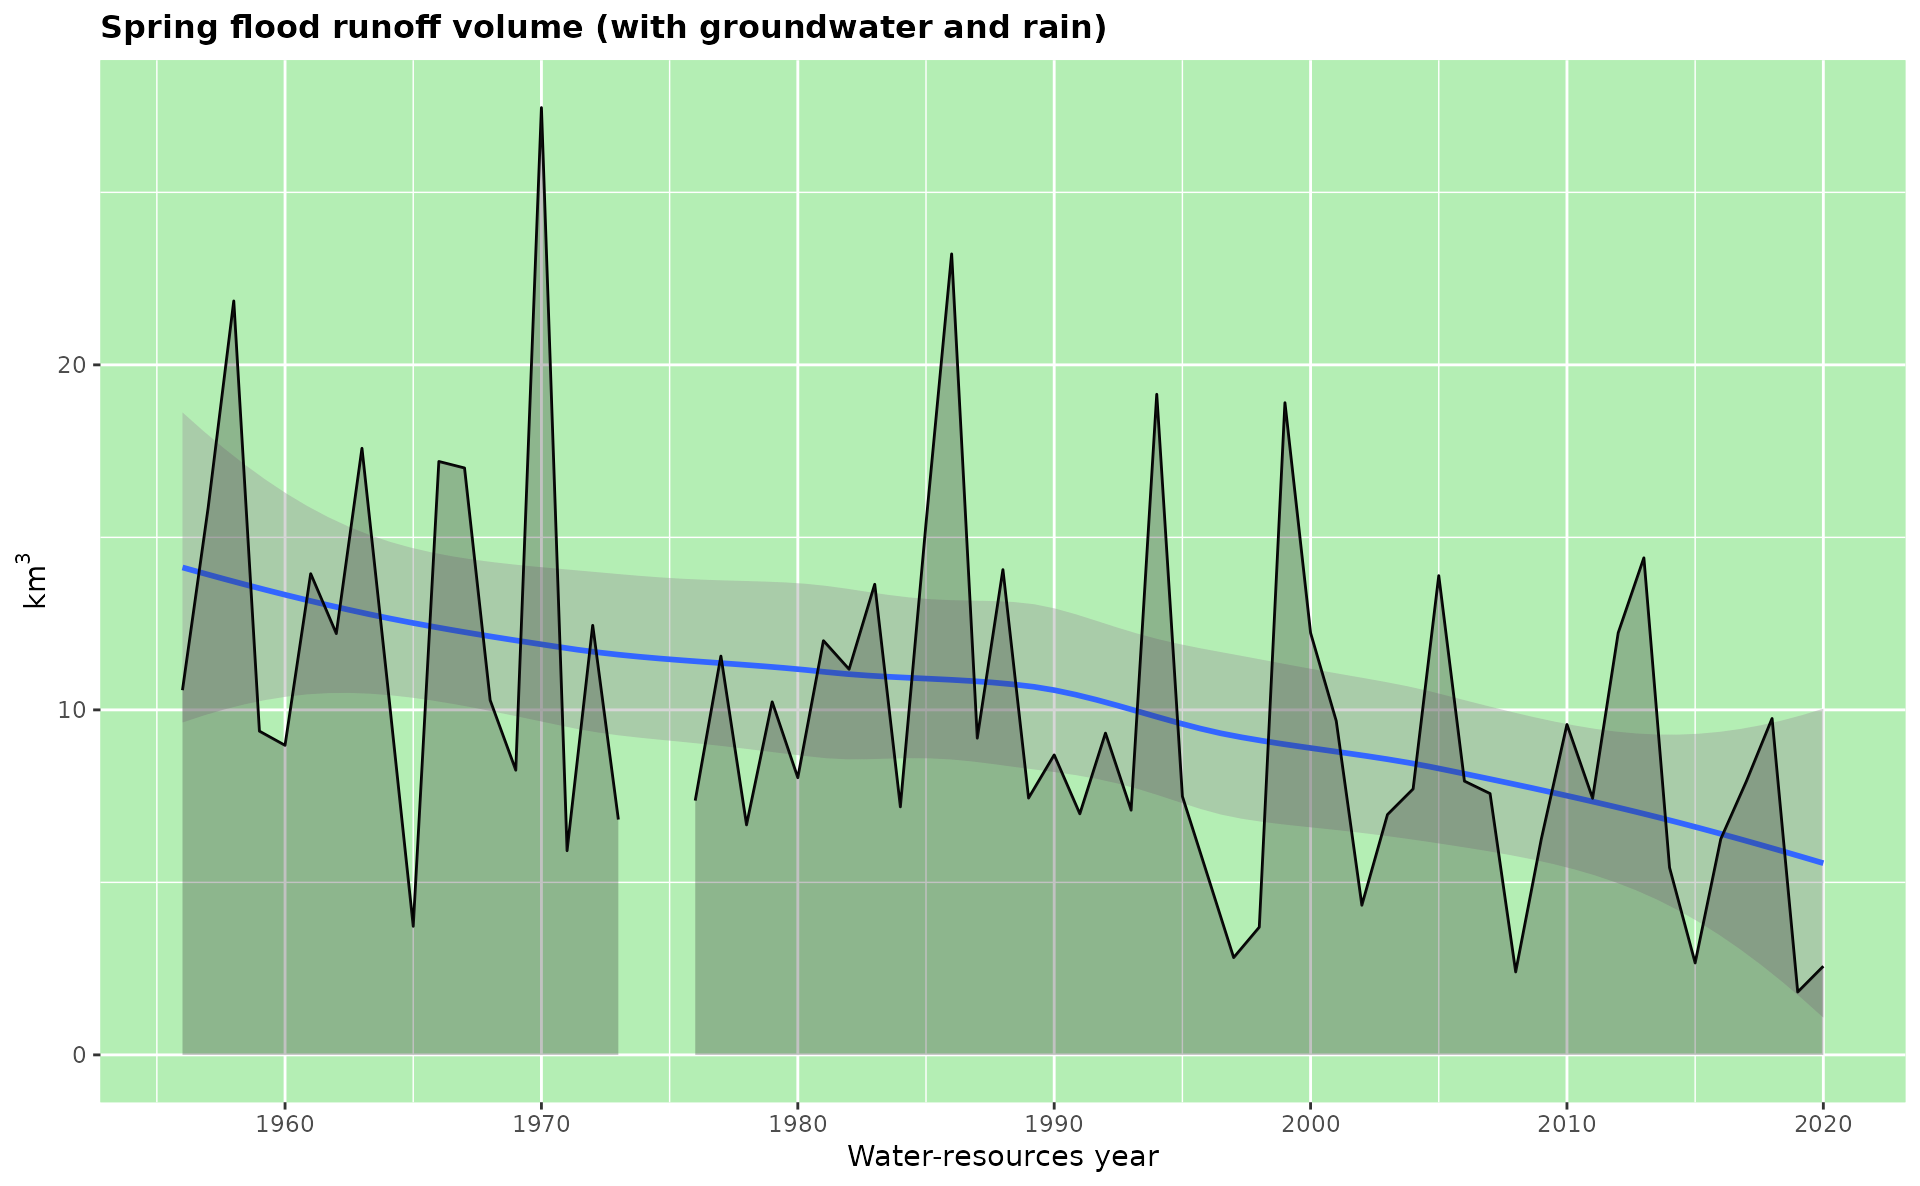 Spring flood runoff volume (with groundwater and rain)
km³
20
10
0
1960 1970 1980 1990 2000 2010 2020
Water-resources year